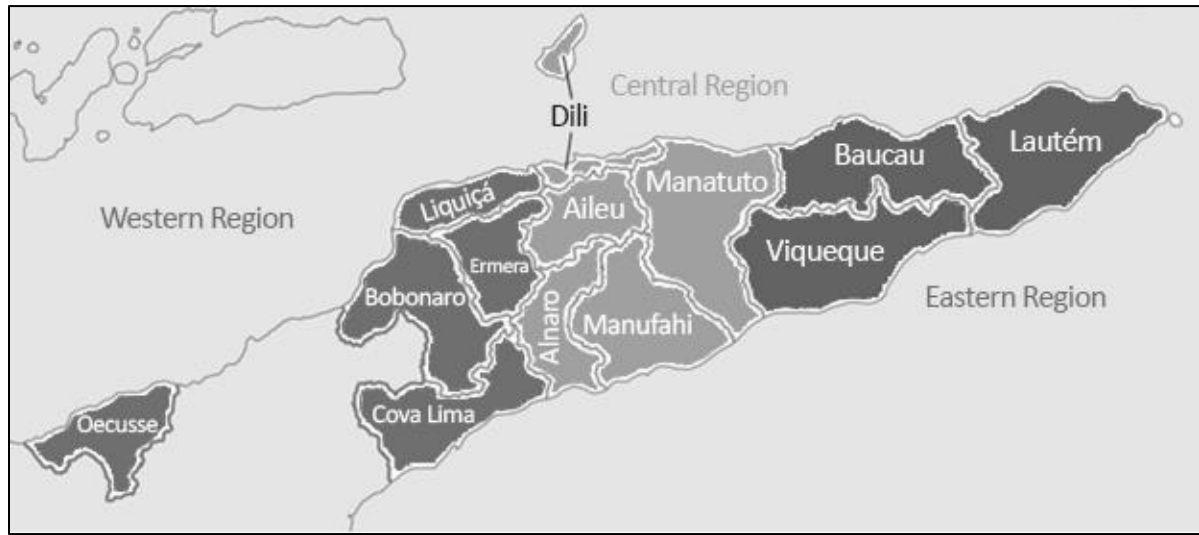 Central Region
Dili
Lautém
Baucau
Manatuto
Liquiçá
Aileu
Western Region
Viqueque
Ermera
Bobonaro
Eastern Region
Alnaro
Manufahi
Cova Lima
Oecusse